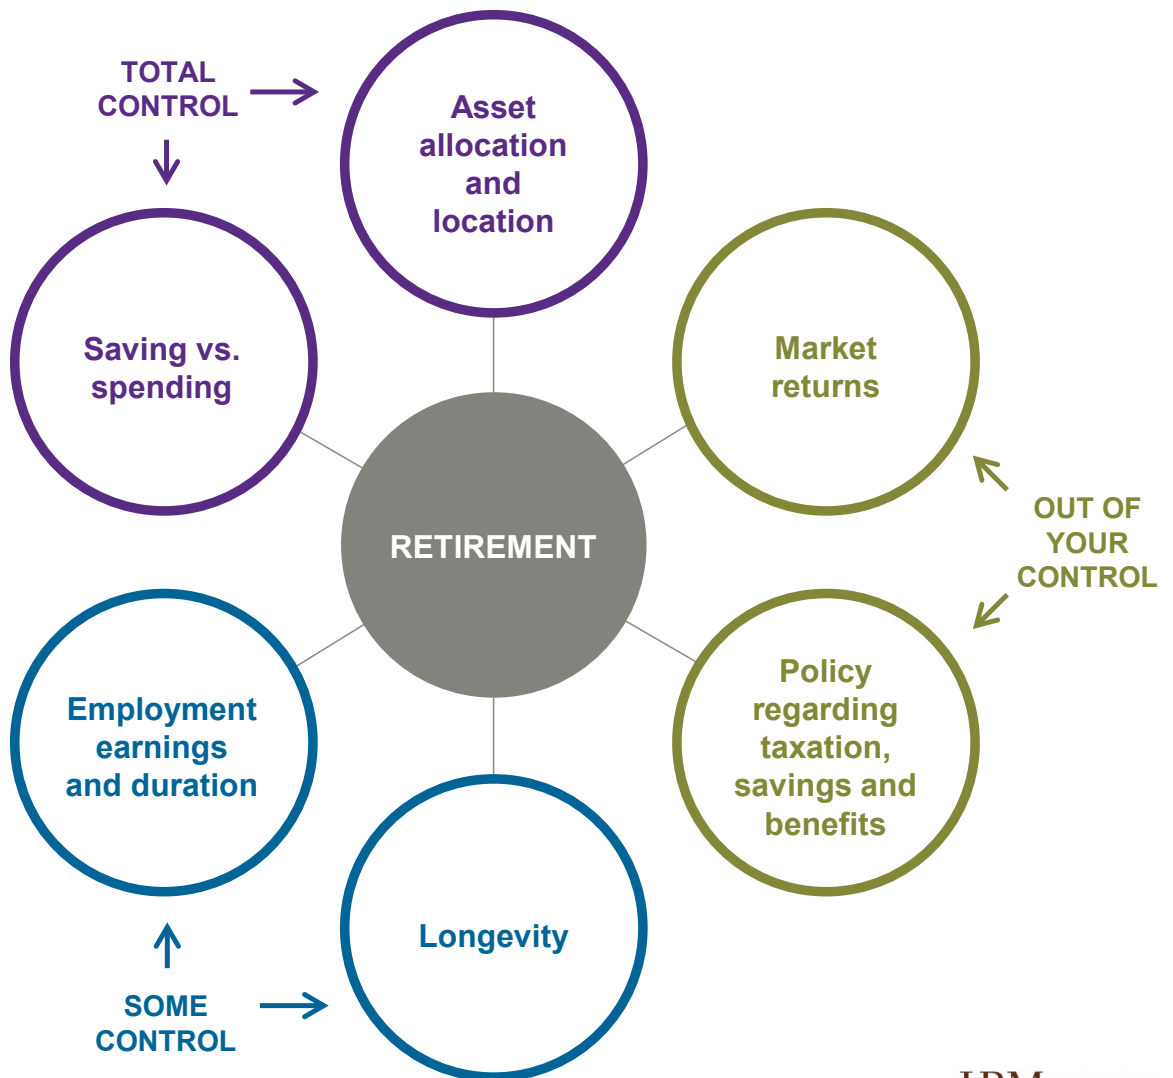 TOTAL
CONTROL
Asset
allocation
and
location
Saving vs.
spending
Market
returns
RETIREMENT
OUT OF
YOUR
CONTROL
Employment
earnings
and duration
Policy
regarding
taxation,
savings and
benefits
Longevity
SOME
CONTROL